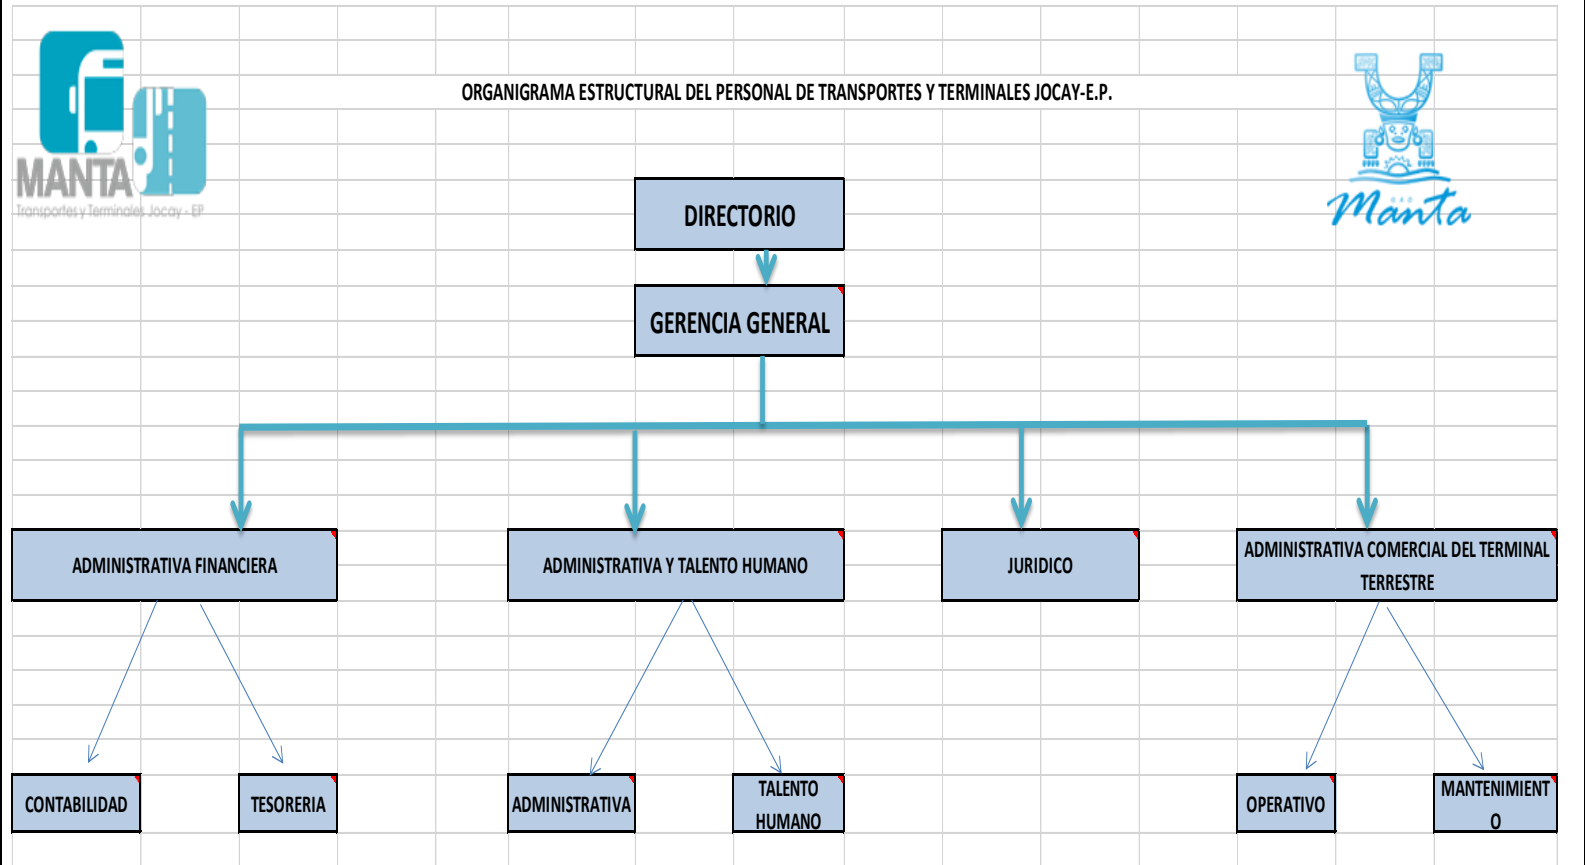 ORGANIGRAMA ESTRUCTURAL DEL PERSONAL DE TRANSPORTES Y TERMINALES JOCAY-E.P.
MANTA
Transportes y Terminales Jocay - EP
GAD
Manta
DIRECTORIO
GERENCIA GENERAL
ADMINISTRATIVA FINANCIERA
ADMINISTRATIVA Y TALENTO HUMANO
JURIDICO
ADMINISTRATIVA COMERCIAL DEL TERMINAL
TERRESTRE
CONTABILIDAD
TESORERIA
ADMINISTRATIVA
TALENTO
HUMANO
OPERATIVO
MANTENIMIENT
O